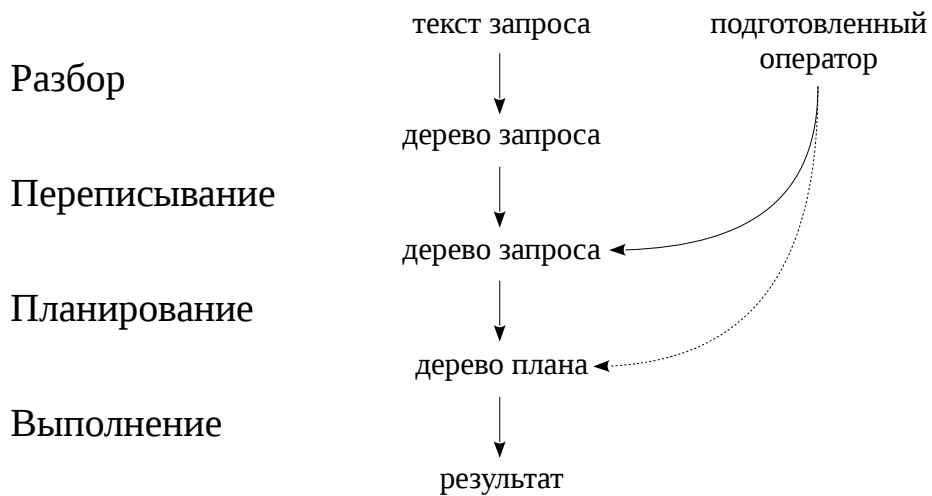 текст запроса
подготовленный
оператор
Разбор
дерево запроса
Переписывание
дерево запроса
Планирование
дерево плана
Выполнение
результат